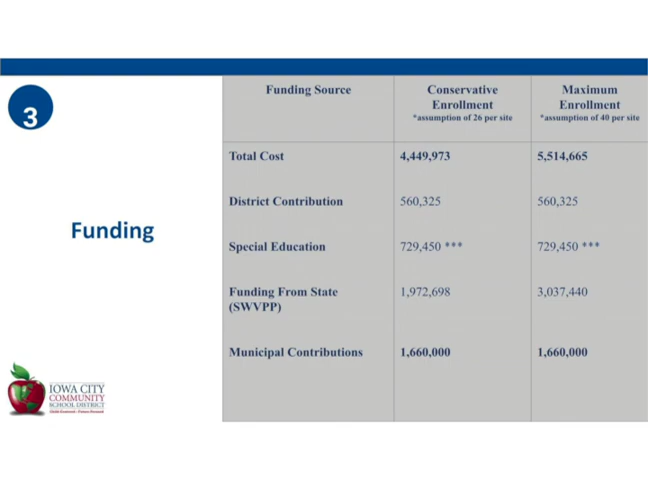 3
Funding
Funding Source
Conservative
Enrollment
*assumption of 26 per site
Maximum
Enrollment
*assumption of 40 per site
Total Cost
4,449,973
5,514,665
District Contribution
560,325
560,325
Special Education
729,450 ***
729,450 ***
Funding From State
(SWVPP)
1,972,698
3,037,440
Municipal Contributions
1,660,000
1,660,000
IOWA CITY
COMMUNITY
SCHOOL DISTRICT